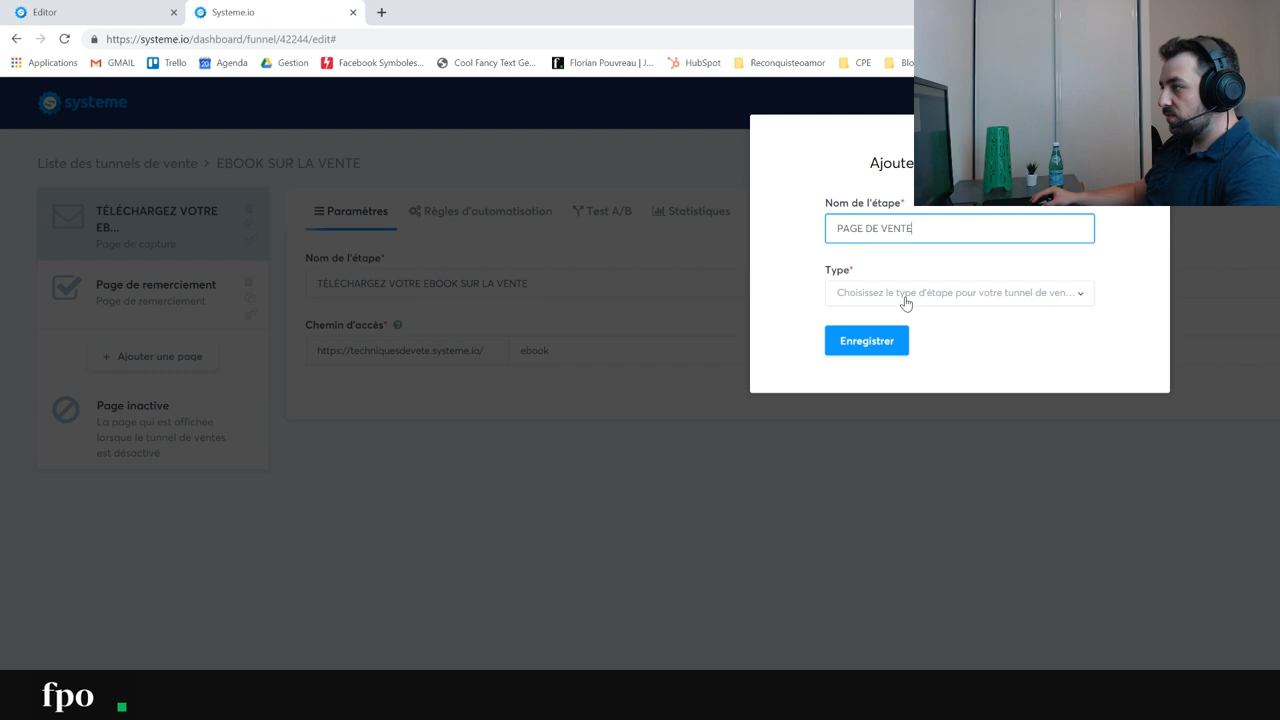 Editor
Systeme.io
https://systeme.io/dashboard/funnel/42244/edit#
Applications
GMAIL
Trello
20
Agenda
Gestion
Facebook Symboles...
Cool Fancy Text Ge...
Florian Pouvreau | J...
HubSpot
Reconquisteoamor
CPE
Blo
systeme
Liste des tunnels de vente > EBOOK SUR LA VENTE
TÉLÉCHARGEZ VOTRE
EB...
Page de capture
Page de remerciement
Page de remerciement
+ Ajouter une page
Page inactive
La page qui est affichée
lorsque le tunnel de ventes
est désactivé
Paramètres
Règles d'automatisation
Test A/B
Statistiques
Nom de l'étape*
TÉLÉCHARGEZ VOTRE EBOOK SUR LA VENTE
Chemin d'accès*
https://techniquesdevete.systeme.io/
ebook
Ajoute
Nom de l'étape*
PAGE DE VENTE
Type*
Choisissez le type d'étape pour votre tunnel de ven...
Enregistrer
fpo